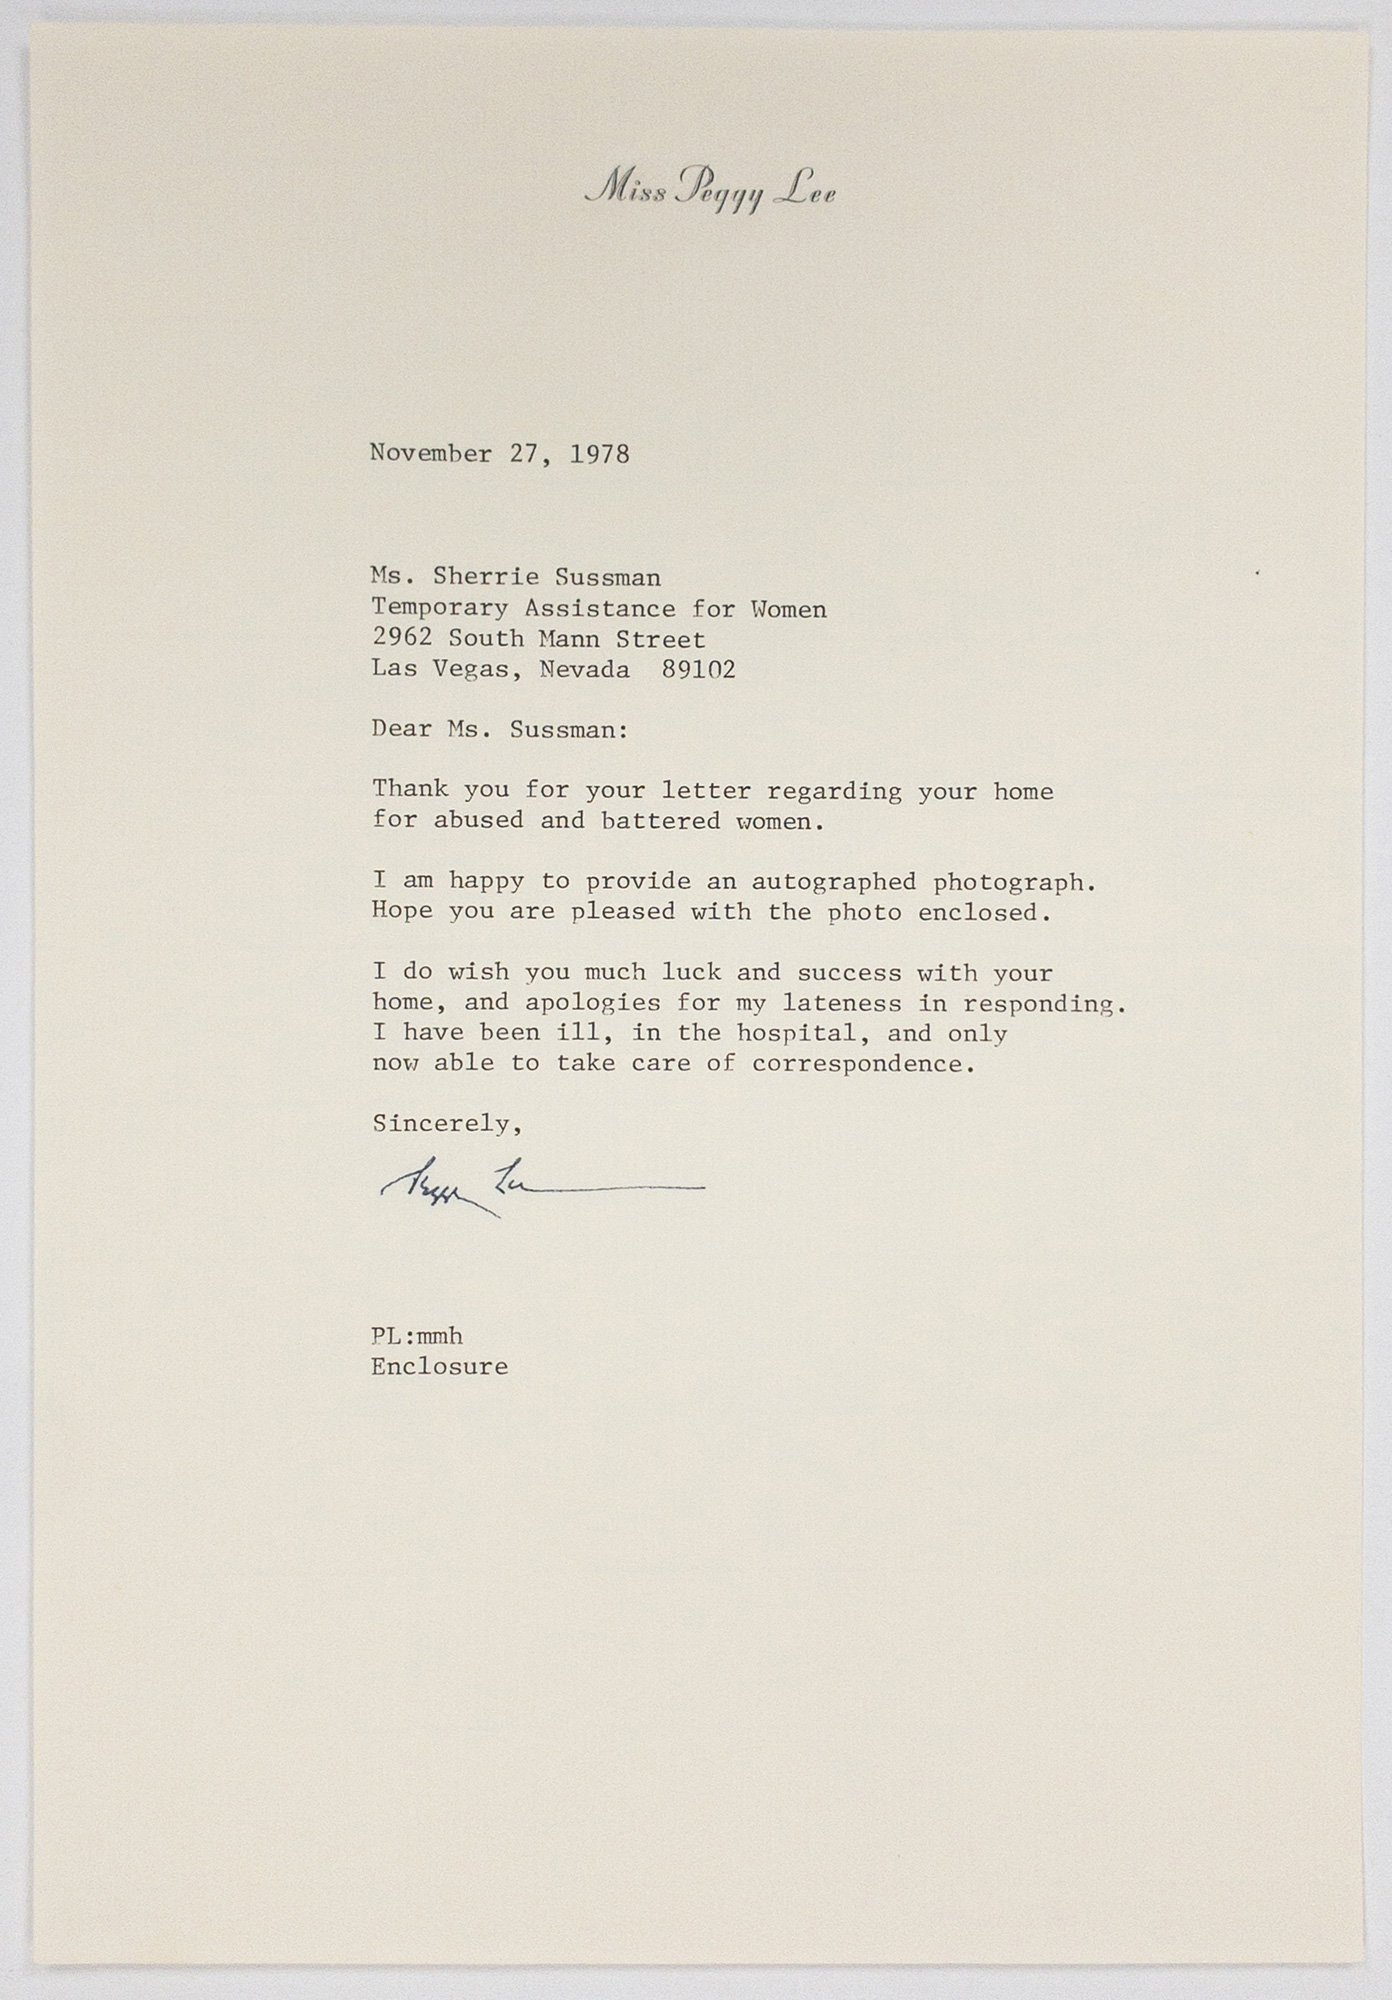 Miss Peggy Lee
November 27, 1978
Ms. Sherrie Sussman
Temporary Assistance for Women
2962 South Mann Street
Las Vegas, Nevada  89102
Dear Ms. Sussman:
Thank you for your letter regarding your home
for abused and battered women.
I am happy to provide an autographed photograph.
Hope you are pleased with the photo enclosed.
I do wish you much luck and success with your
home, and apologies for my lateness in responding.
I have been ill, in the hospital, and only
now able to take care of correspondence.
Sincerely,
Peggy Lee
PL:mmh
Enclosure